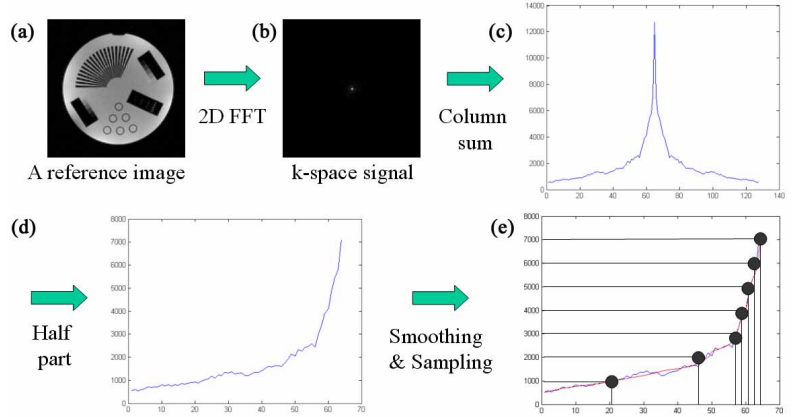 (a)
A reference image
2D FFT
(b)
k-space signal
Column
sum
(c)
14000
12000
10000
8000
6000
4000
2000
0
0 20 40 60 80 100 120 140
Half
part
(d)
8000
7000
6000
5000
4000
3000
2000
1000
0
0 10 20 30 40 50 60 70
Smoothing
& Sampling
(e)
8000
7000
6000
5000
4000
3000
2000
1000
0
0 10 20 30 40 50 60 70